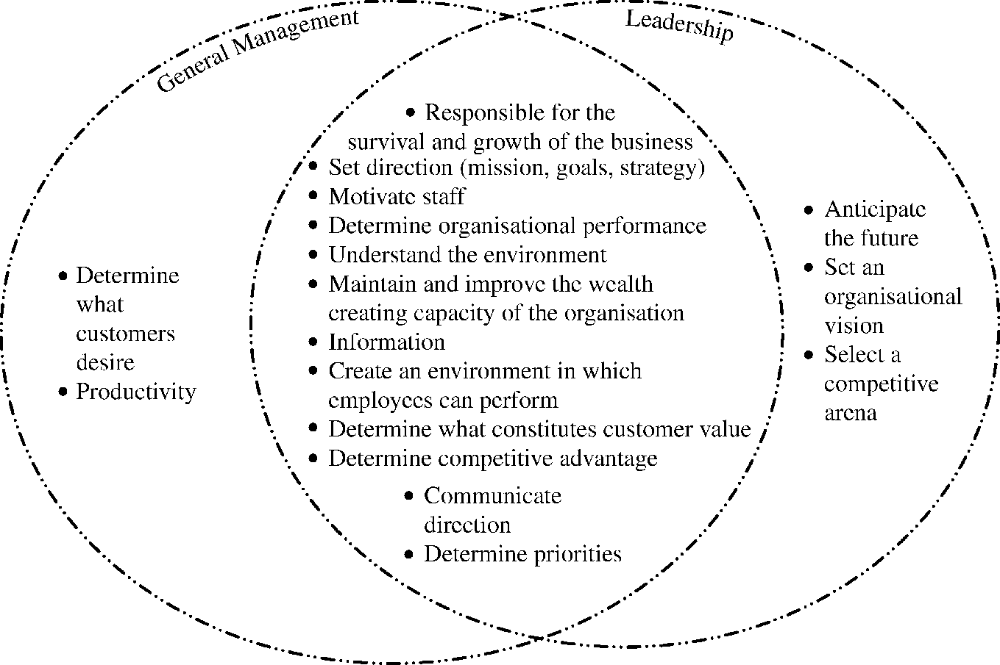 General Management
Leadership
• Responsible for the
survival and growth of the business
• Set direction (mission, goals, strategy)
• Motivate staff
• Determine organisational performance
• Understand the environment
• Maintain and improve the wealth
creating capacity of the organisation
• Information
• Create an environment in which
employees can perform
• Determine what constitutes customer value
• Determine competitive advantage
• Communicate
direction
• Determine priorities
• Determine
what
customers
desire
• Productivity
• Anticipate
the future
• Set an
organisational
vision
• Select a
competitive
arena